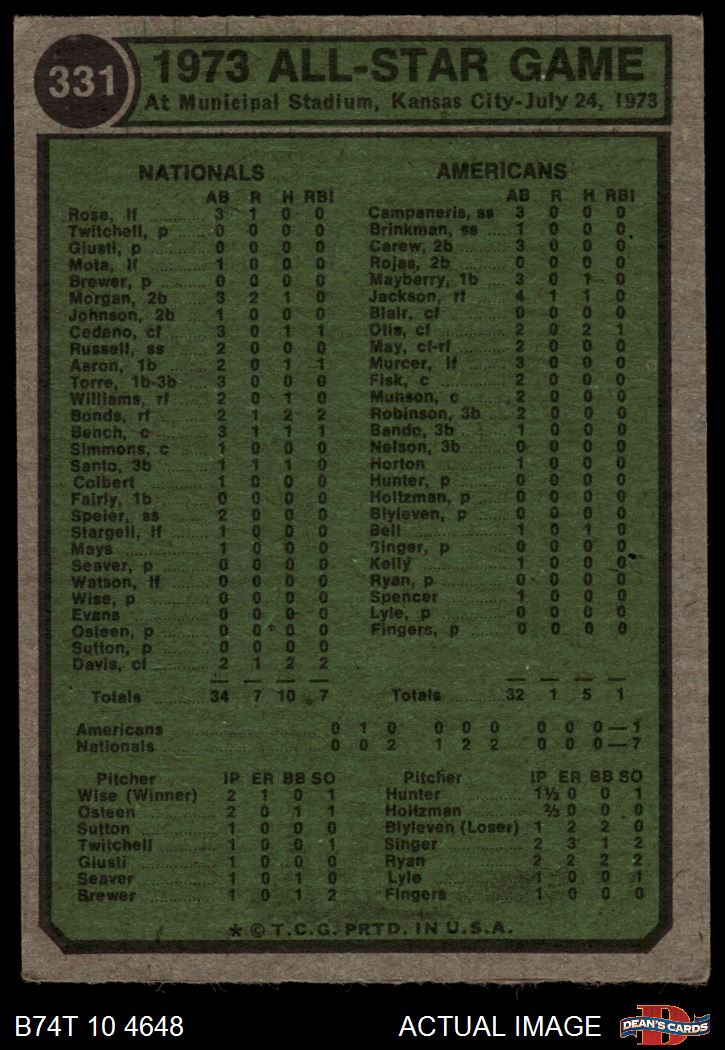 331
1973 ALL-STAR GAME
At Municipal Stadium, Kansas City-July 24, 1973
NATIONALS
AB R H RBI
Rose, lf 3 1 0 0
Twitchell, p 0 0 0 0
Giusti, p 0 0 0 0
Mota, lf 1 0 0 0
Brewer, p 0 0 0 0
Morgan, 2b 3 2 1 0
Johnson, 2b 1 0 0 0
Cedeno, cf 3 0 1 1
Russell, ss 2 0 0 0
Aaron, 1b 2 0 1 1
Torre, 1b-3b 3 0 0 0
Williams, rf 2 0 1 0
Bonds, rf 2 1 2 2
Bench, c 3 1 1 1
Simmons, c 1 0 0 0
Santo, 3b 1 1 1 0
Colbert 1 0 0 0
Fairly, 1b 0 0 0 0
Speier, ss 2 0 0 0
Stargell, lf 1 0 0 0
Mays 1 0 0 0
Seaver, p 0 0 0 0
Watson, lf 0 0 0 0
Wise, p 0 0 0 0
Evans 0 0 0 0
Osteen, p 0 0 0 0
Sutton, p 0 0 0 0
Davis, cf 2 1 2 2
Totals 34 7 10 7
AMERICANS
AB R H RBI
Campaneris, ss 3 0 0 0
Brinkman, ss 1 0 0 0
Carew, 2b 3 0 0 0
Rojas, 2b 0 0 0 0
Mayberry, 1b 3 0 1 0
Jackson, rf 4 1 1 0
Blair, cf 0 0 0 0
Otis, cf 2 0 2 1
May, cf-rf 2 0 0 0
Murcer, lf 3 0 0 0
Fisk, c 2 0 0 0
Munson, c 2 0 0 0
Robinson, 3b 2 0 0 0
Bando, 3b 1 0 0 0
Nelson, 3b 0 0 0 0
Horton 1 0 0 0
Hunter, p 0 0 0 0
Holtzman, p 0 0 0 0
Blyleven, p 0 0 0 0
Bell 1 0 1 0
Singer, p 0 0 0 0
Kelly 1 0 0 0
Ryan, p 0 0 0 0
Spencer 1 0 0 0
Lyle, p 0 0 0 0
Fingers, p 0 0 0 0
Totals 32 1 5 1
Americans 0 1 0 0 0 0 0 0 0—1
Nationals 0 0 2 1 2 2 0 0 0—7
Pitcher IP ER BB SO
Wise (Winner) 2 1 0 1
Osteen 2 0 1 1
Sutton 1 0 0 0
Twitchell 1 0 0 1
Giusti 1 0 0 0
Seaver 1 0 1 0
Brewer 1 0 1 2
Pitcher IP ER BB SO
Hunter 1⅓ 0 0 1
Holtzman ⅔ 0 0 0
Blyleven (Loser) 1 2 2 0
Singer 2 3 1 2
Ryan 2 2 2 2
Lyle 1 0 0 1
Fingers 1 0 0 0
* © T.C.G. PRTD. IN U.S.A.
B74T 10 4648
ACTUAL IMAGE
D
DEAN'S CARDS